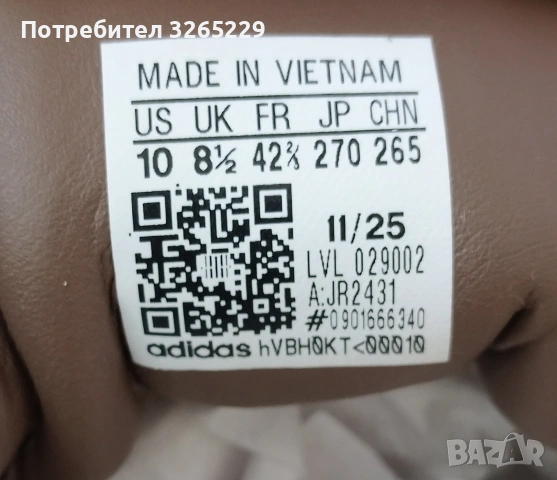 Потребител 3265229
MADE IN VIETNAM
US UK FR JP CHN
10 8½ 42⅔ 270 265
11/25
LVL 029002
A:JR2431
#0901666340
adidas hVBH0KT<00010
BAZAR